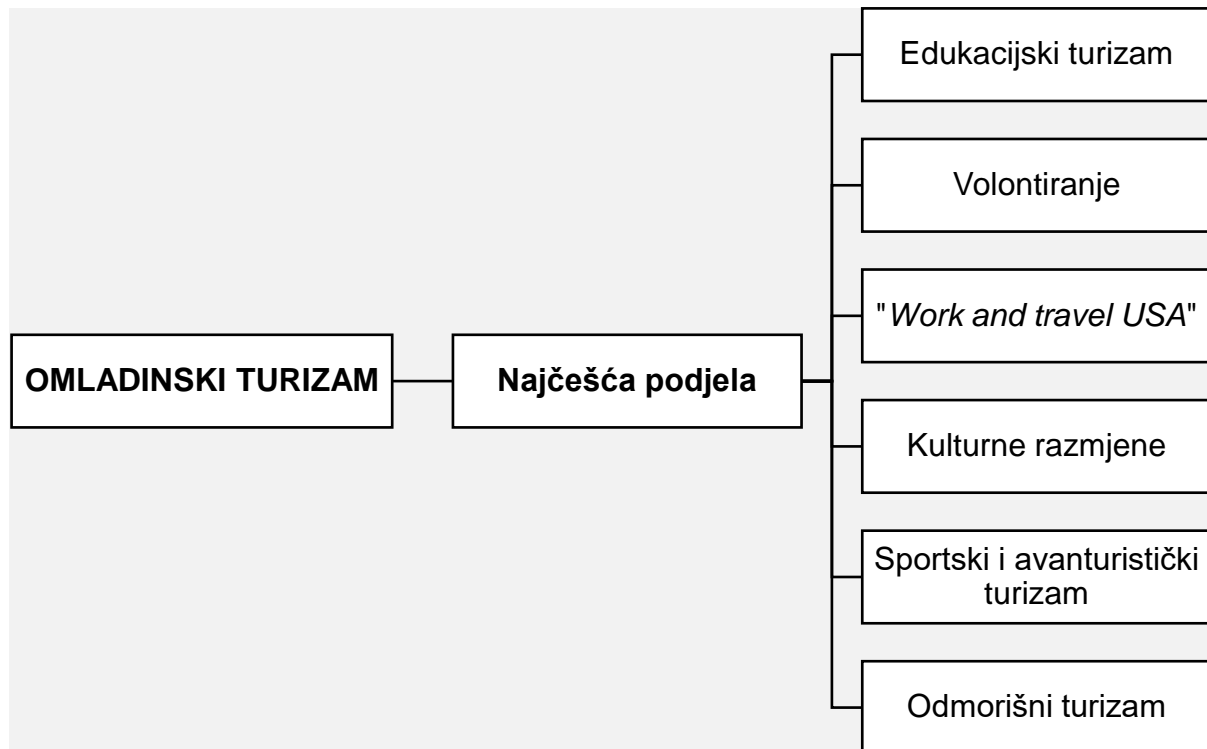 OMLADINSKI TURIZAM
Najčešća podjela
Edukacijski turizam
Volontiranje
"Work and travel USA"
Kulturne razmjene
Sportski i avanturistički
turizam
Odmorišni turizam